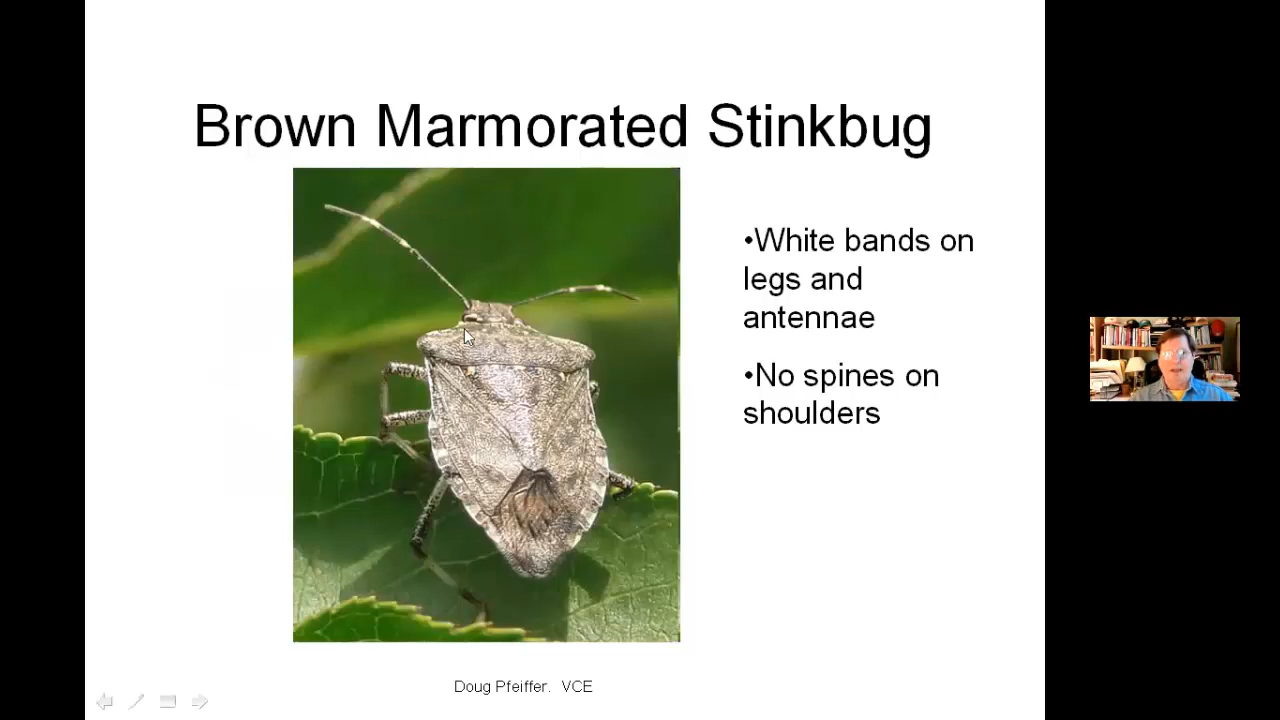 Brown Marmorated Stinkbug
•White bands on
legs and
antennae
•No spines on
shoulders
Doug Pfeiffer.  VCE